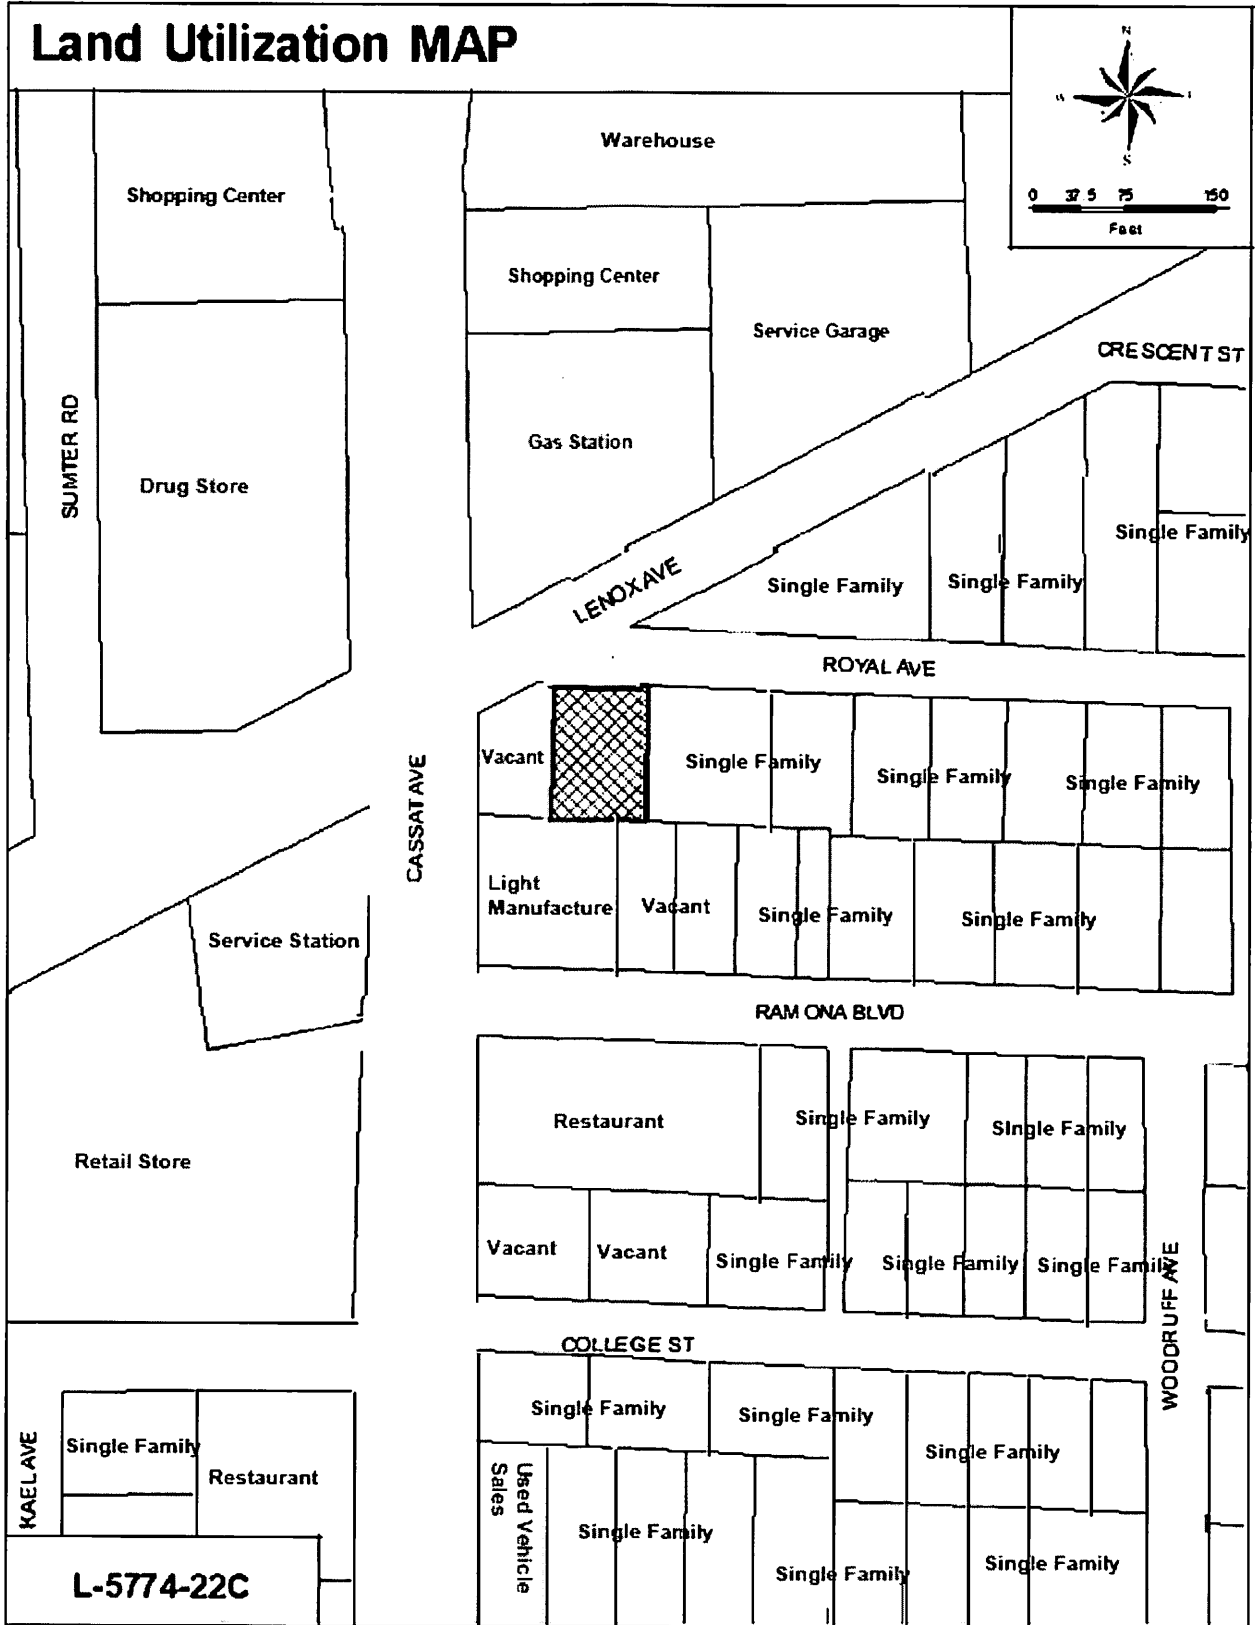 Land Utilization MAP
N
W
S
0 37.5 75 150
Feet
Warehouse
Shopping Center
Shopping Center
Service Garage
CRESCENT ST
SUMTER RD
Gas Station
Drug Store
Single Family
LENOX AVE
Single Family
Single Family
ROYAL AVE
CASSAT AVE
Vacant
Single Family
Single Family
Single Family
Light
Manufacture
Vacant
Single Family
Single Family
Service Station
RAMONA BLVD
Restaurant
Single Family
SIngle Family
Retail Store
Vacant
Vacant
Single Family
Single Family
Single Family
WOODRUFF AVE
COLLEGE ST
Single Family
Single Family
KAEL AVE
Single Family
Restaurant
Single Family
Used Vehicle
Sales
Single Family
Single Family
Single Family
L-5774-22C